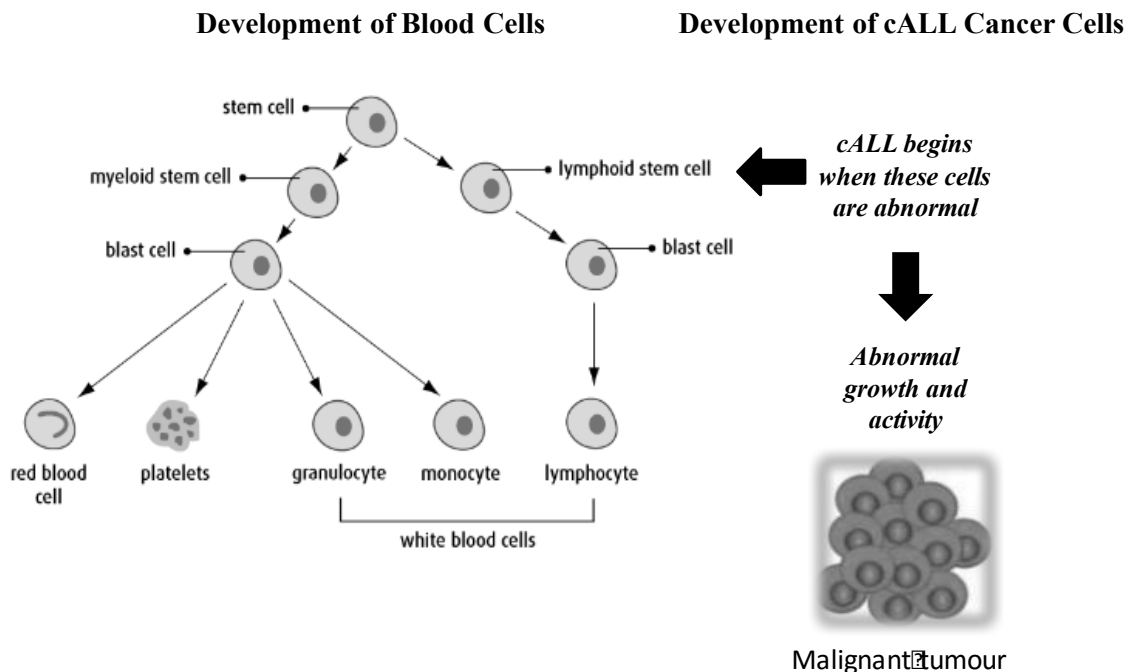 Development of Blood Cells
Development of cALL Cancer Cells
stem cell
myeloid stem cell
lymphoid stem cell
cALL begins
when these cells
are abnormal
blast cell
blast cell
Abnormal
growth and
activity
red blood
cell
platelets
granulocyte
monocyte
lymphocyte
white blood cells
Malignant⍰tumour